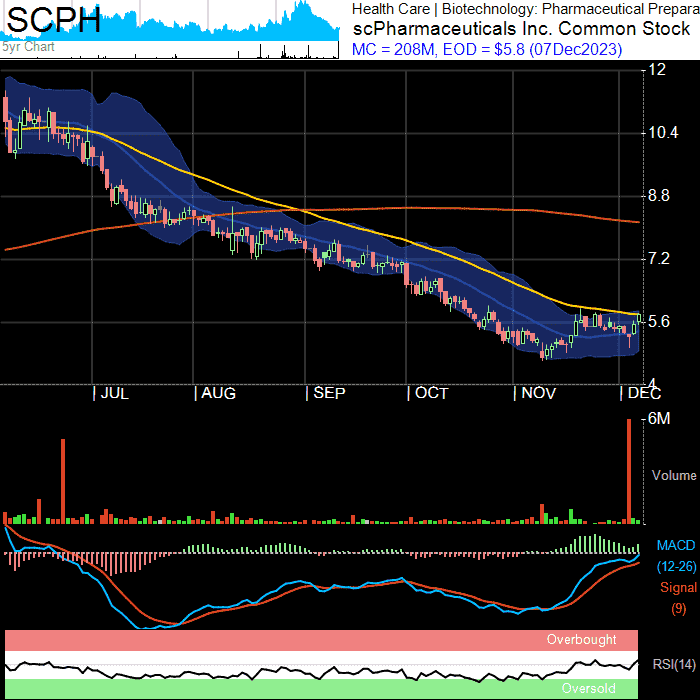 SCPH
5yr Chart
Health Care | Biotechnology: Pharmaceutical Prepara
scPharmaceuticals Inc. Common Stock
MC = 208M, EOD = $5.8 (07Dec2023)
12
10.4
8.8
7.2
5.6
4
JUL
AUG
SEP
OCT
NOV
DEC
6M
Volume
MACD
(12-26)
Signal
(9)
Overbought
RSI(14)
Oversold